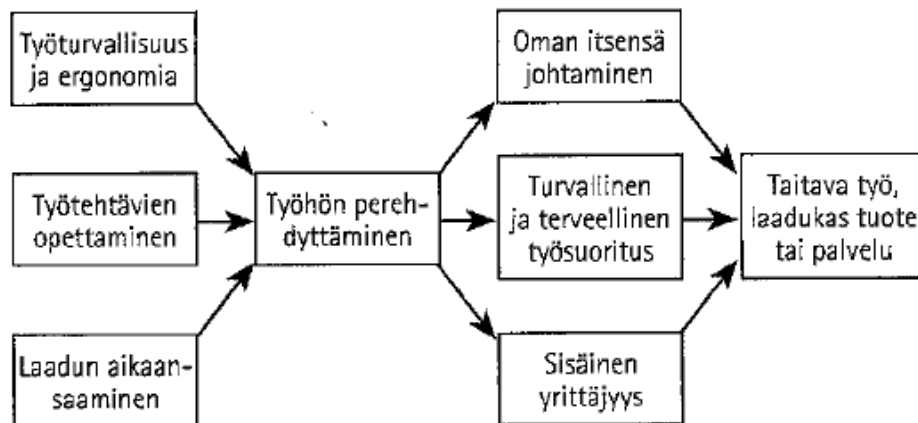 Työturvallisuus
ja ergonomia
Työtehtävien
opettaminen
Laadun aikaan-
saaminen
Työhön pereh-
dyttäminen
Oman itsensä
johtaminen
Turvallinen
ja terveellinen
työsuoritus
Sisäinen
yrittäjyys
Taitava työ,
laadukas tuote
tai palvelu